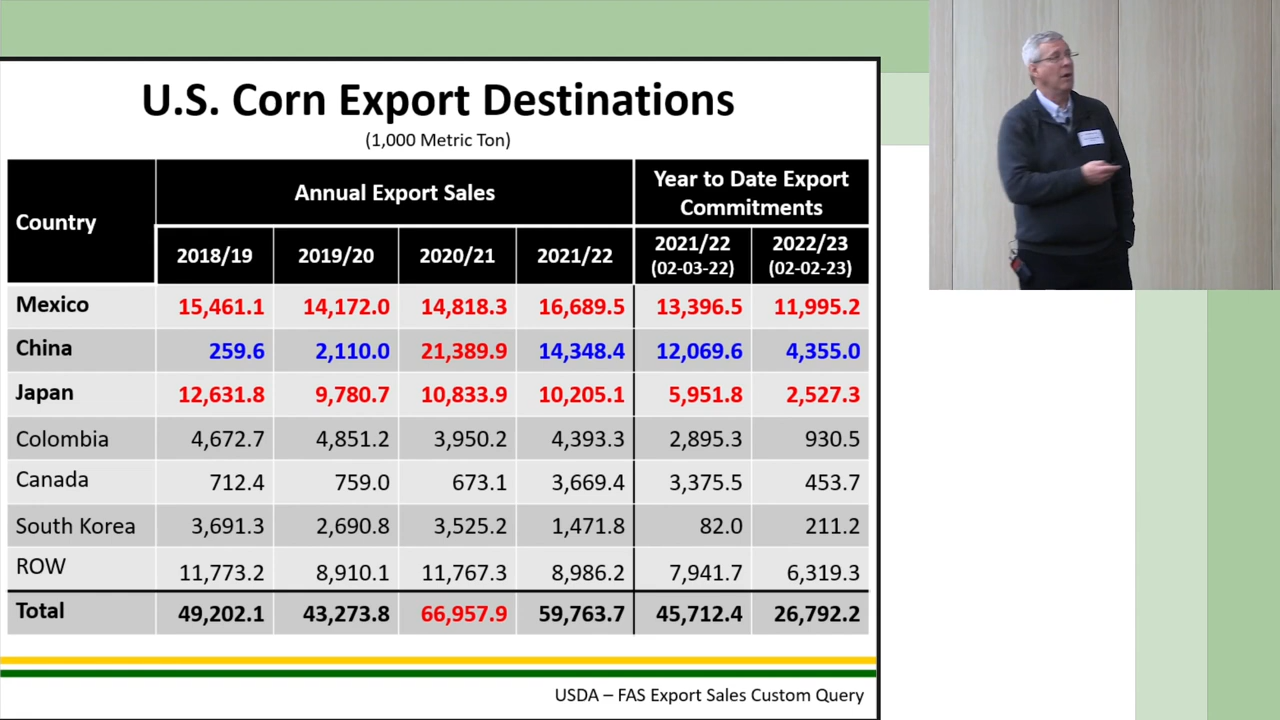 U.S. Corn Export Destinations
(1,000 Metric Ton)
Country
Annual Export Sales
Year to Date Export
Commitments
2018/19 2019/20 2020/21 2021/22 2021/22 (02-03-22) 2022/23 (02-02-23)
Mexico 15,461.1 14,172.0 14,818.3 16,689.5 13,396.5 11,995.2
China 259.6 2,110.0 21,389.9 14,348.4 12,069.6 4,355.0
Japan 12,631.8 9,780.7 10,833.9 10,205.1 5,951.8 2,527.3
Colombia 4,672.7 4,851.2 3,950.2 4,393.3 2,895.3 930.5
Canada 712.4 759.0 673.1 3,669.4 3,375.5 453.7
South Korea 3,691.3 2,690.8 3,525.2 1,471.8 82.0 211.2
ROW 11,773.2 8,910.1 11,767.3 8,986.2 7,941.7 6,319.3
Total 49,202.1 43,273.8 66,957.9 59,763.7 45,712.4 26,792.2
USDA – FAS Export Sales Custom Query